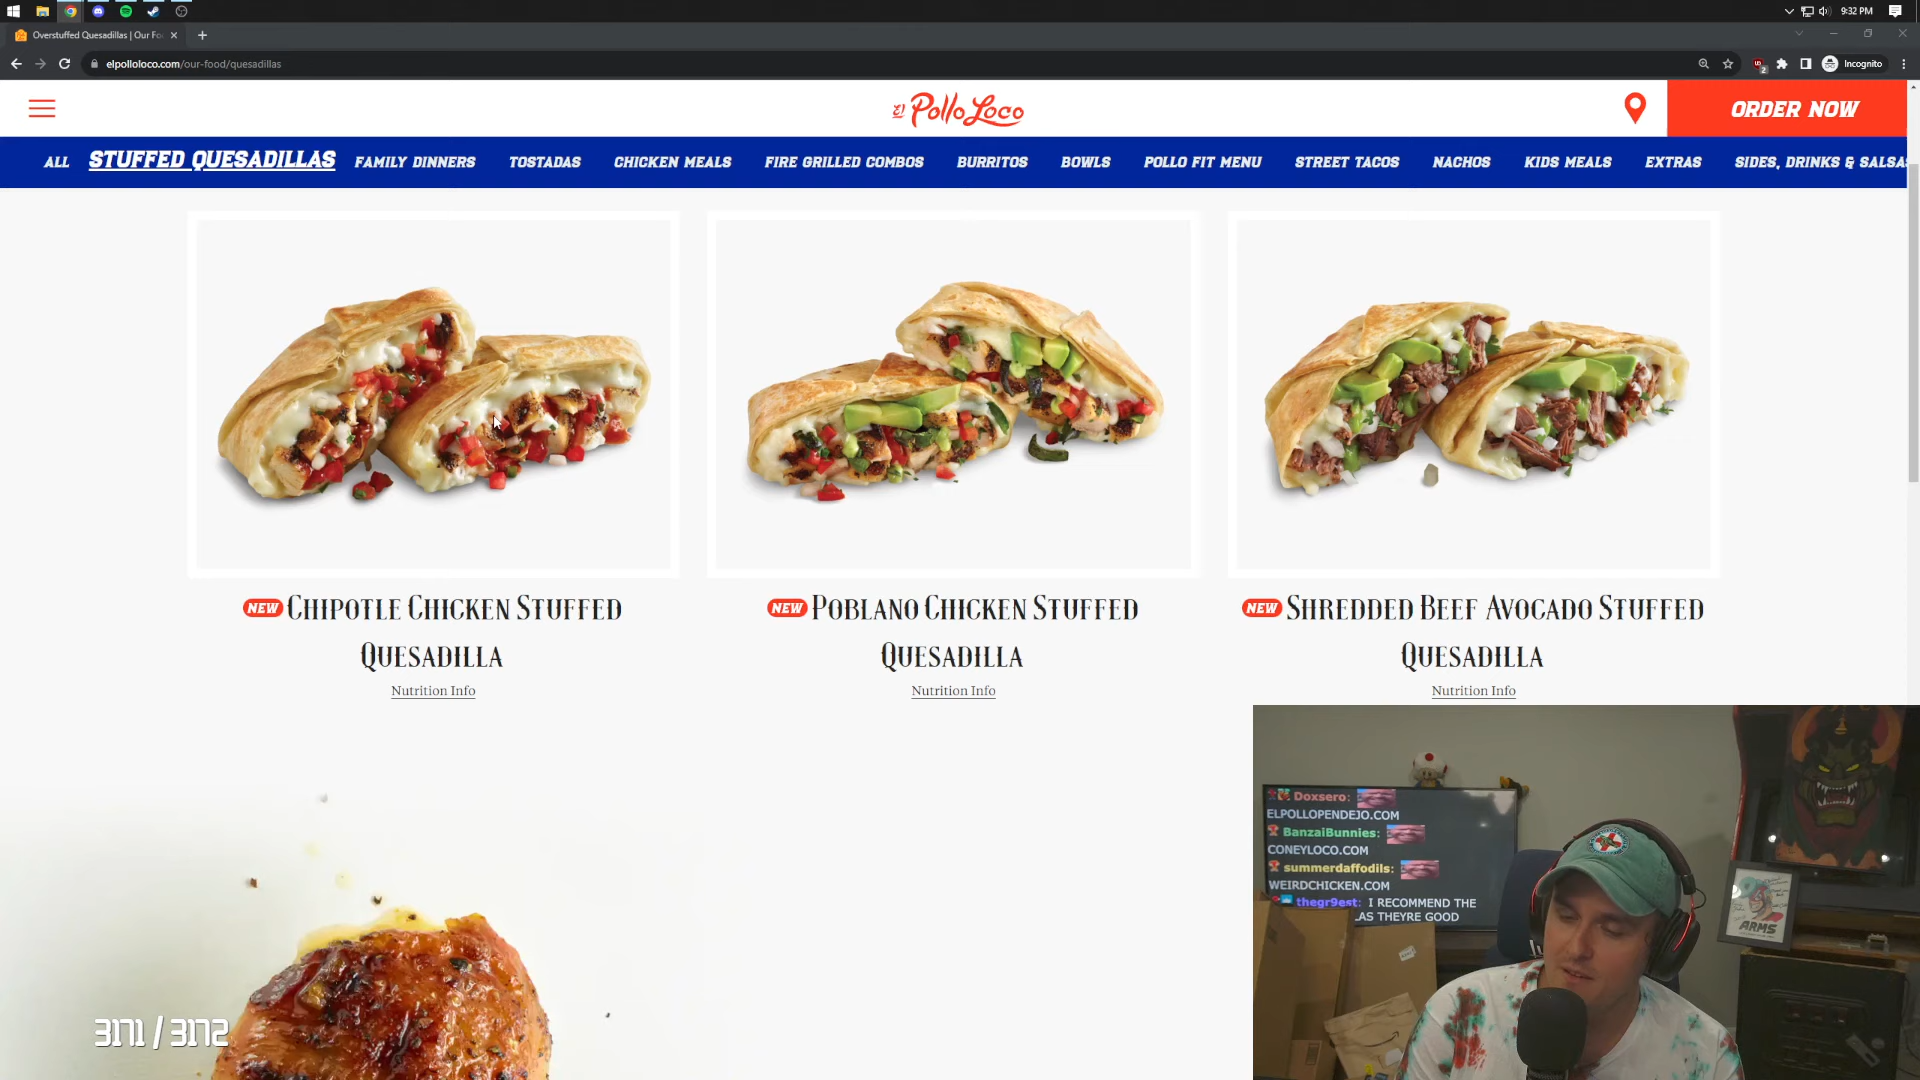 9:32 PM
Overstuffed Quesadillas | Our Fo
elpolloloco.com/our-food/quesadillas
2
Incognito
El Pollo Loco
ORDER NOW
ALL STUFFED QUESADILLAS FAMILY DINNERS TOSTADAS CHICKEN MEALS FIRE GRILLED COMBOS BURRITOS BOWLS POLLO FIT MENU STREET TACOS NACHOS KIDS MEALS EXTRAS SIDES, DRINKS & SALSAS
NEW CHIPOTLE CHICKEN STUFFED
QUESADILLA
Nutrition Info
NEW POBLANO CHICKEN STUFFED
QUESADILLA
Nutrition Info
NEW SHREDDED BEEF AVOCADO STUFFED
QUESADILLA
Nutrition Info
Doxsero:
ELPOLLOPENDEJO.COM
BanzaiBunnies:
CONEYLOCO.COM
summerdaffodils:
WEIRDCHICKEN.COM
thegr9est: I RECOMMEND THE
AS THEYRE GOOD
ARMS
3171 / 3172